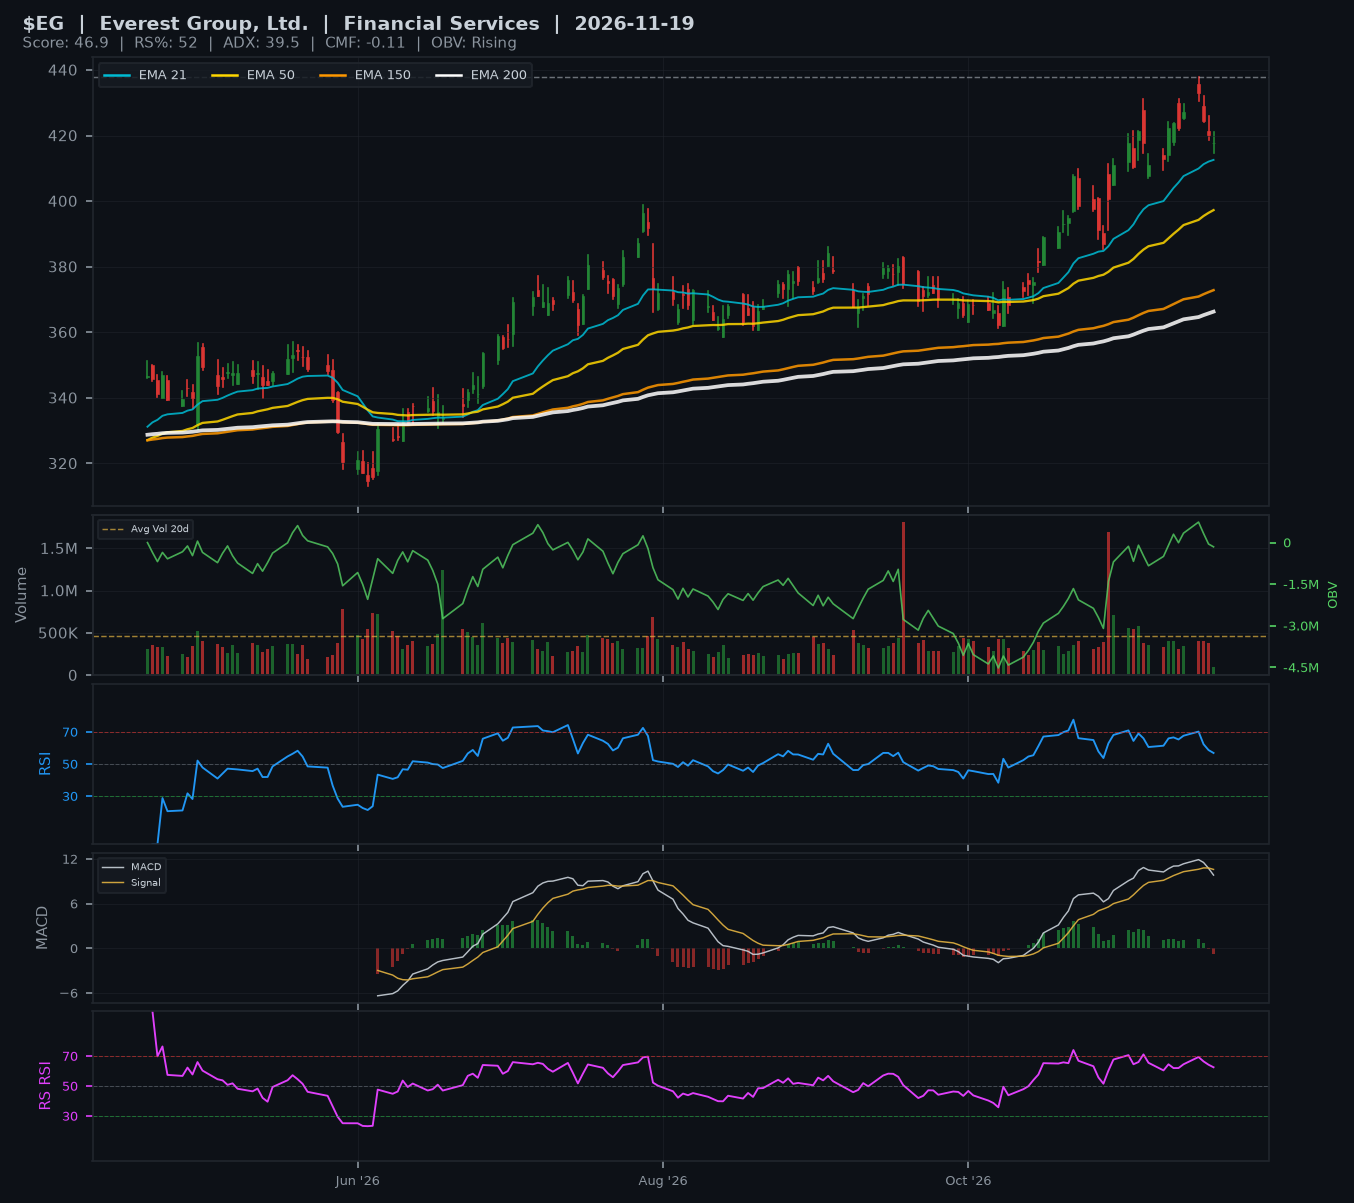 $EG | Everest Group, Ltd. | Financial Services | 2026-11-19
Score: 46.9 | RS%: 52 | ADX: 39.5 | CMF: -0.11 | OBV: Rising
EMA 21 EMA 50 EMA 150 EMA 200
440
420
400
380
360
340
320
Avg Vol 20d
1.5M
1.0M
500K
0
Volume
0
-1.5M
-3.0M
-4.5M
OBV
70
50
30
RSI
MACD
Signal
12
6
0
−6
MACD
70
50
30
RS RSI
Jun '26 Aug '26 Oct '26